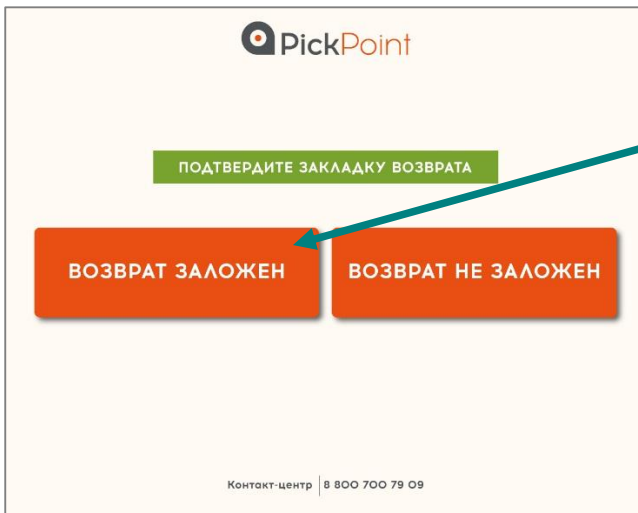 PickPoint
ПОДТВЕРДИТЕ ЗАКЛАДКУ ВОЗВРАТА
ВОЗВРАТ ЗАЛОЖЕН
ВОЗВРАТ НЕ ЗАЛОЖЕН
Контакт-центр 8 800 700 79 09